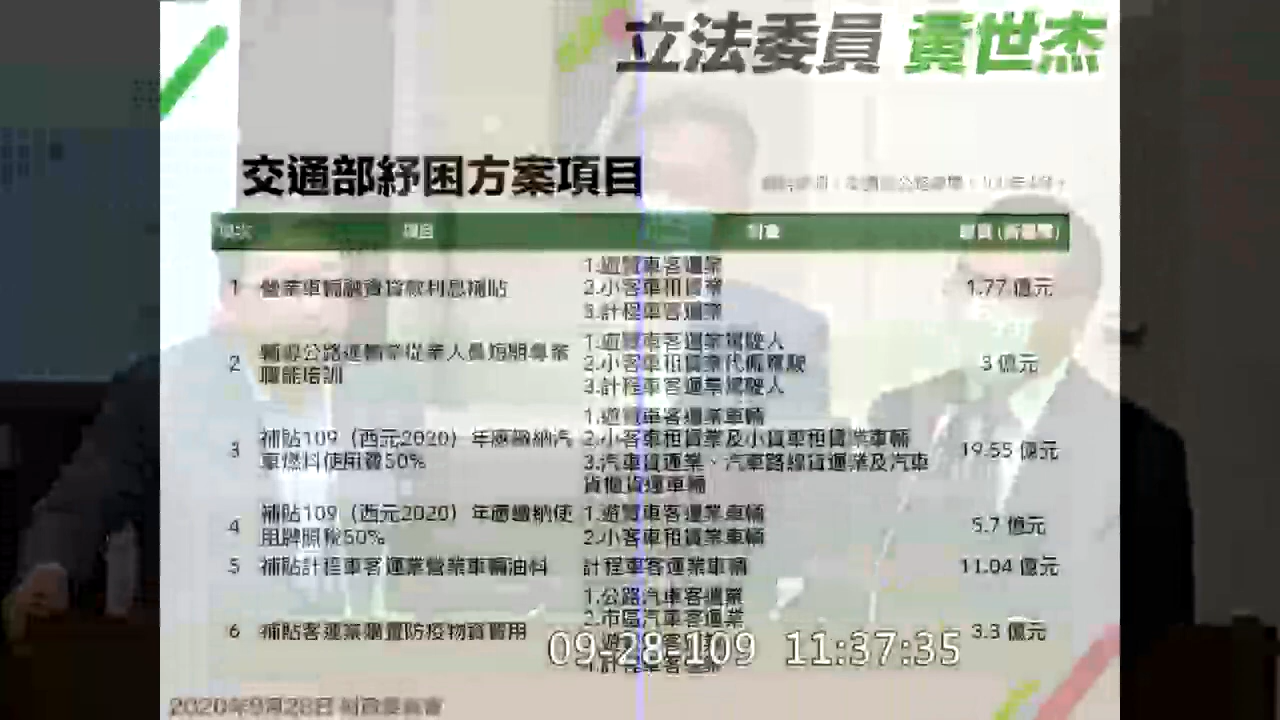 立法委員 黃世杰
交通部紓困方案項目
項次 項目 對象
1 營業車輛融資貸款利息補貼 1.遊覽車客運業 2.小客車租賃業 3.計程車客運業 1.77 億元
2 輔導公路運輸業從業人員短期專業職能培訓 1.遊覽車客運業駕駛人 2.小客車租賃業代僱駕駛 3.計程車客運業駕駛人 3 億元
3 補貼109（西元2020）年應繳納汽車燃料使用費50% 1.遊覽車客運業車輛 2.小客車租賃業及小貨車租賃業車輛 3.汽車貨運業、汽車路線貨運業及汽車貨櫃貨運車輛 19.55 億元
4 補貼109（西元2020）年應繳納使用牌照稅50% 1.遊覽車客運業車輛 2.小客車租賃業車輛 5.7 億元
5 補貼計程車客運業營業車輛油料 計程車客運業車輛 11.04 億元
6 補貼客運業購置防疫物資費用 1.公路汽車客運業 2.市區汽車客運業 3.3 億元
09-28-109 11:37:35
2020年9月28日 財政委員會